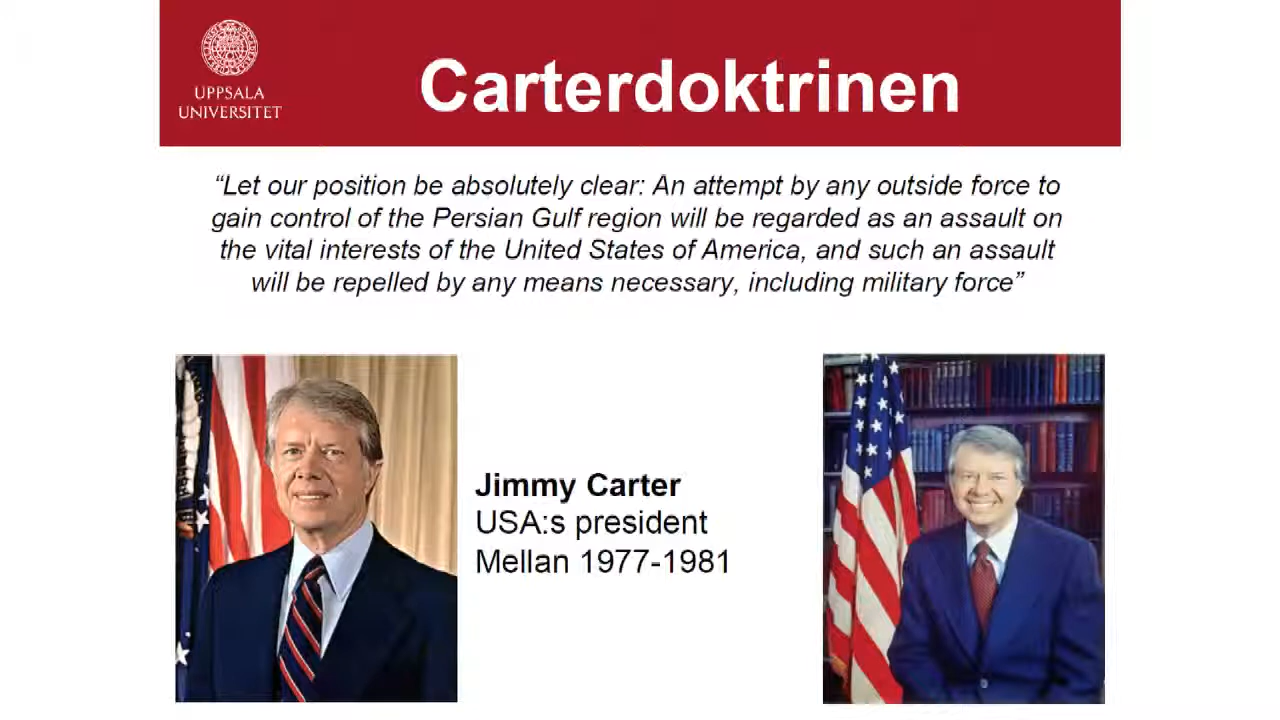 UPPSALA
UNIVERSITET
Carterdoktrinen
“Let our position be absolutely clear: An attempt by any outside force to
gain control of the Persian Gulf region will be regarded as an assault on
the vital interests of the United States of America, and such an assault
will be repelled by any means necessary, including military force”
Jimmy Carter
USA:s president
Mellan 1977-1981